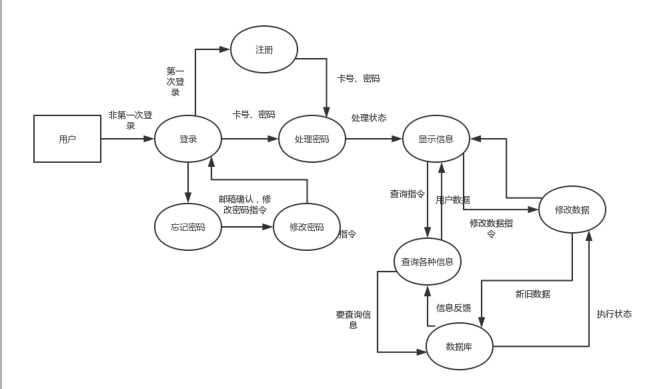 注册
第一
次登
录
卡号、密码
非第一次登
录
卡号、密码
处理状态
用户
登录
处理密码
显示信息
邮箱确认，修
改密码指令
查询指令
用户数据
修改数据
忘记密码
修改密码
指令
修改数据指
令
查询各种信息
新旧数据
信息反馈
要查询信
息
执行状态
数据库